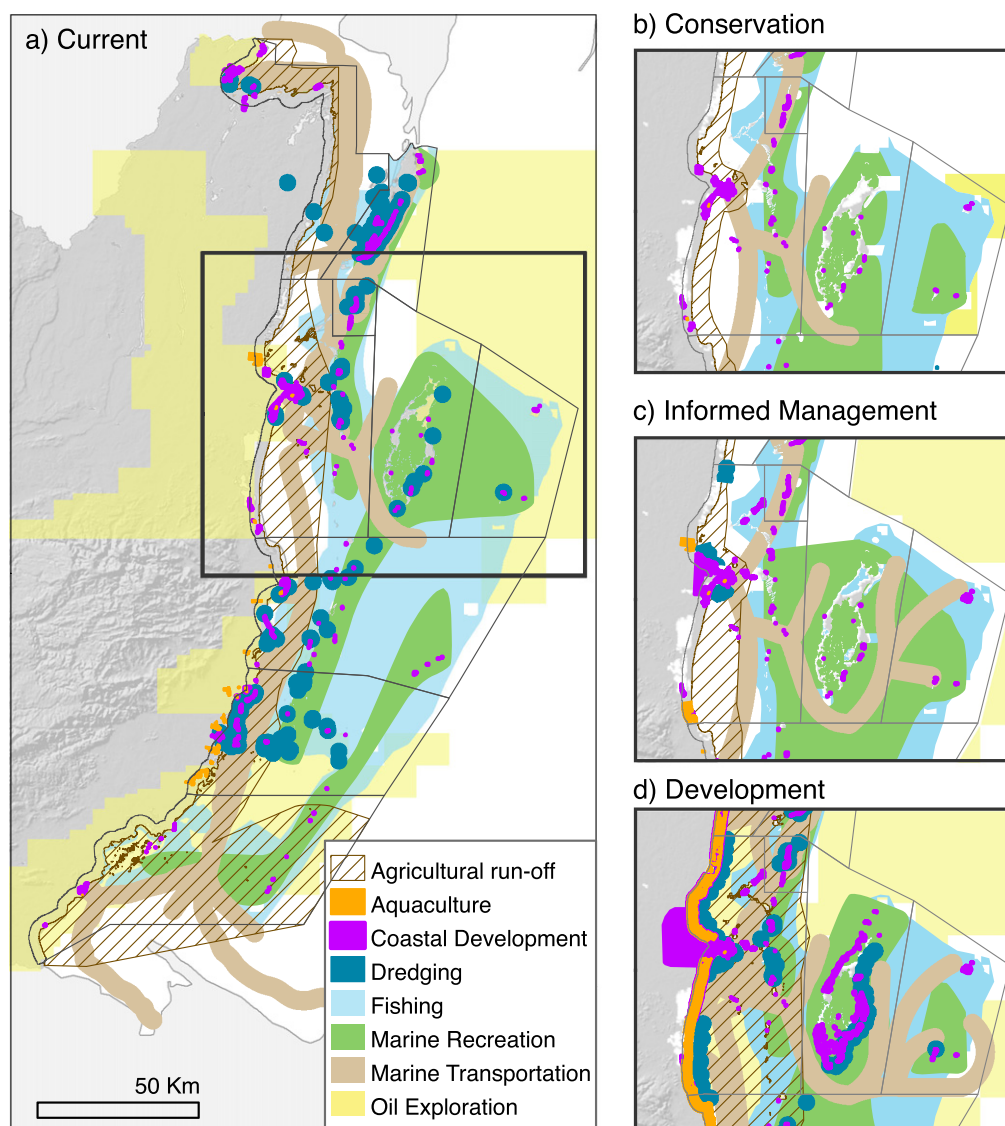 a) Current
b) Conservation
c) Informed Management
d) Development
Agricultural run-off
Aquaculture
Coastal Development
Dredging
Fishing
Marine Recreation
Marine Transportation
Oil Exploration
50 Km